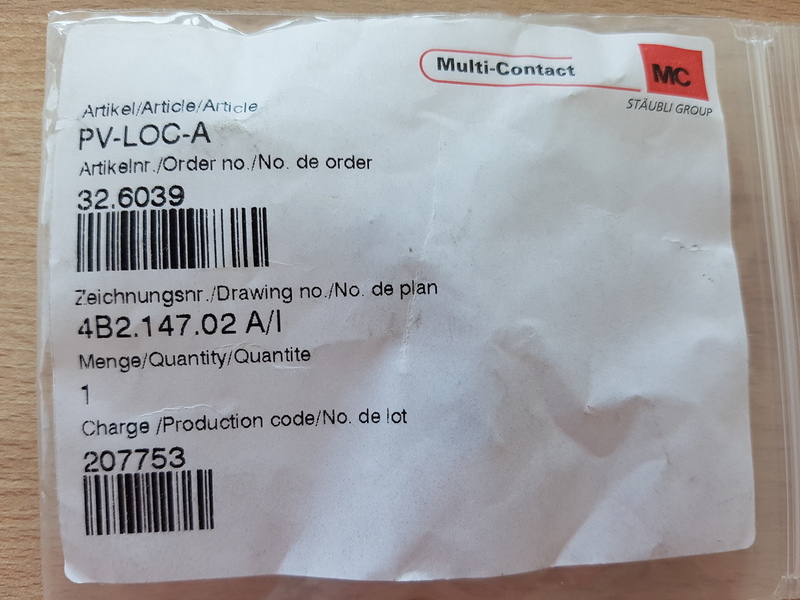 Multi-Contact
MC
STÄUBLI GROUP
Artikel/Article/Article
PV-LOC-A
Artikelnr./Order no./No. de order
32.6039
Zeichnungsnr./Drawing no./No. de plan
4B2.147.02 A/I
Menge/Quantity/Quantite
1
Charge /Production code/No. de lot
207753